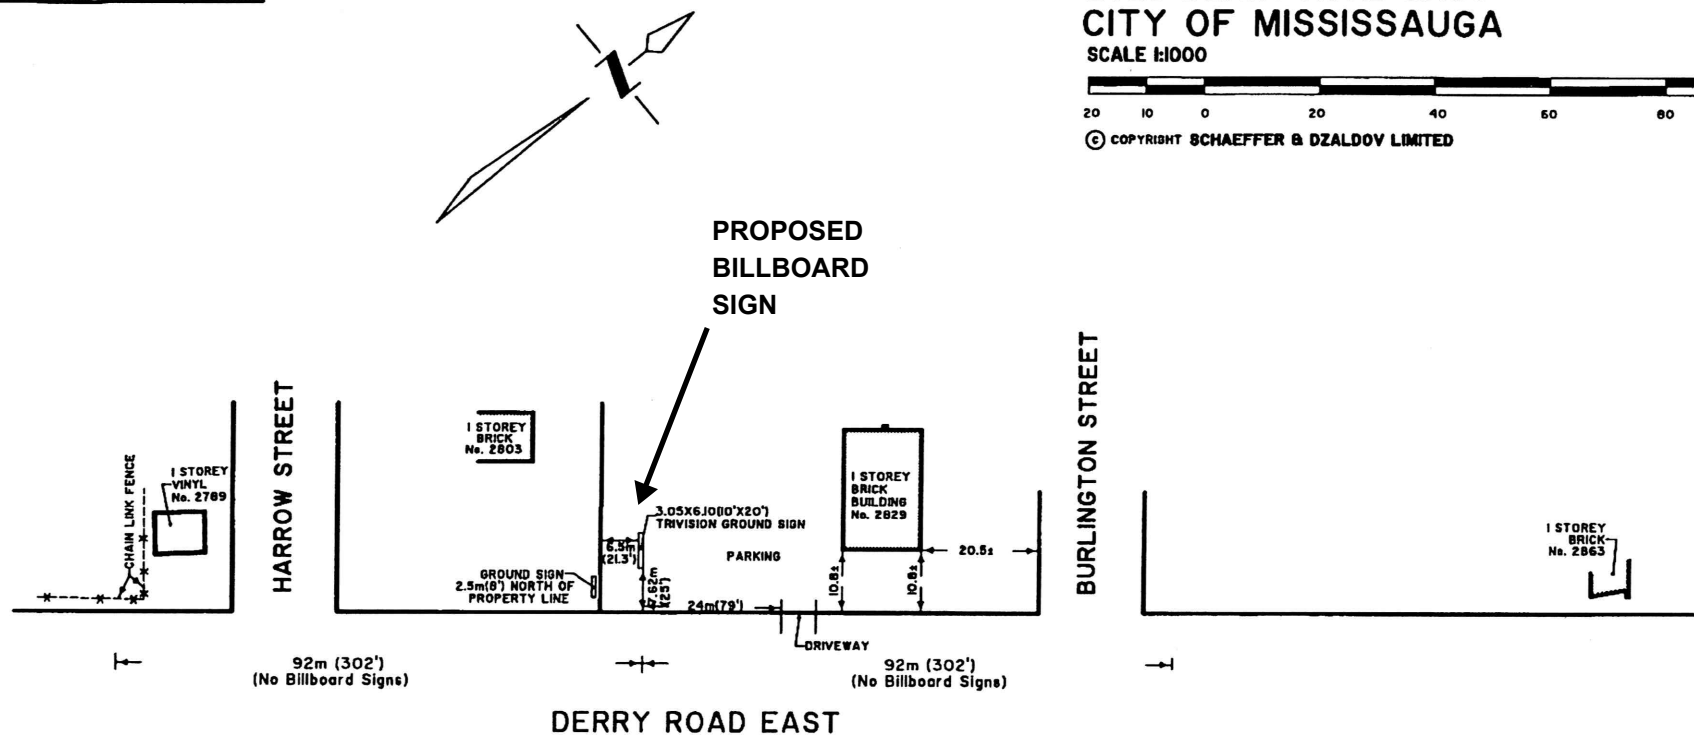 CITY OF MISSISSAUGA
SCALE 1:1000
20 10 0 20 40 60 80
© COPYRIGHT SCHAEFFER & DZALDOV LIMITED
PROPOSED
BILLBOARD
SIGN
CHAIN LINK FENCE
1 STOREY
VINYL
No. 2789
HARROW STREET
1 STOREY
BRICK
No. 2803
3.05X6.10(10'X20')
TRIVISION GROUND SIGN
6.5m
(21.3')
PARKING
GROUND SIGN
2.5m(8') NORTH OF
PROPERTY LINE
7.62m
(25')
24m(79')
DRIVEWAY
1 STOREY
BRICK
BUILDING
No. 2829
10.8±
10.8±
20.5±
BURLINGTON STREET
1 STOREY
BRICK
No. 2863
92m (302')
(No Billboard Signs)
92m (302')
(No Billboard Signs)
DERRY ROAD EAST